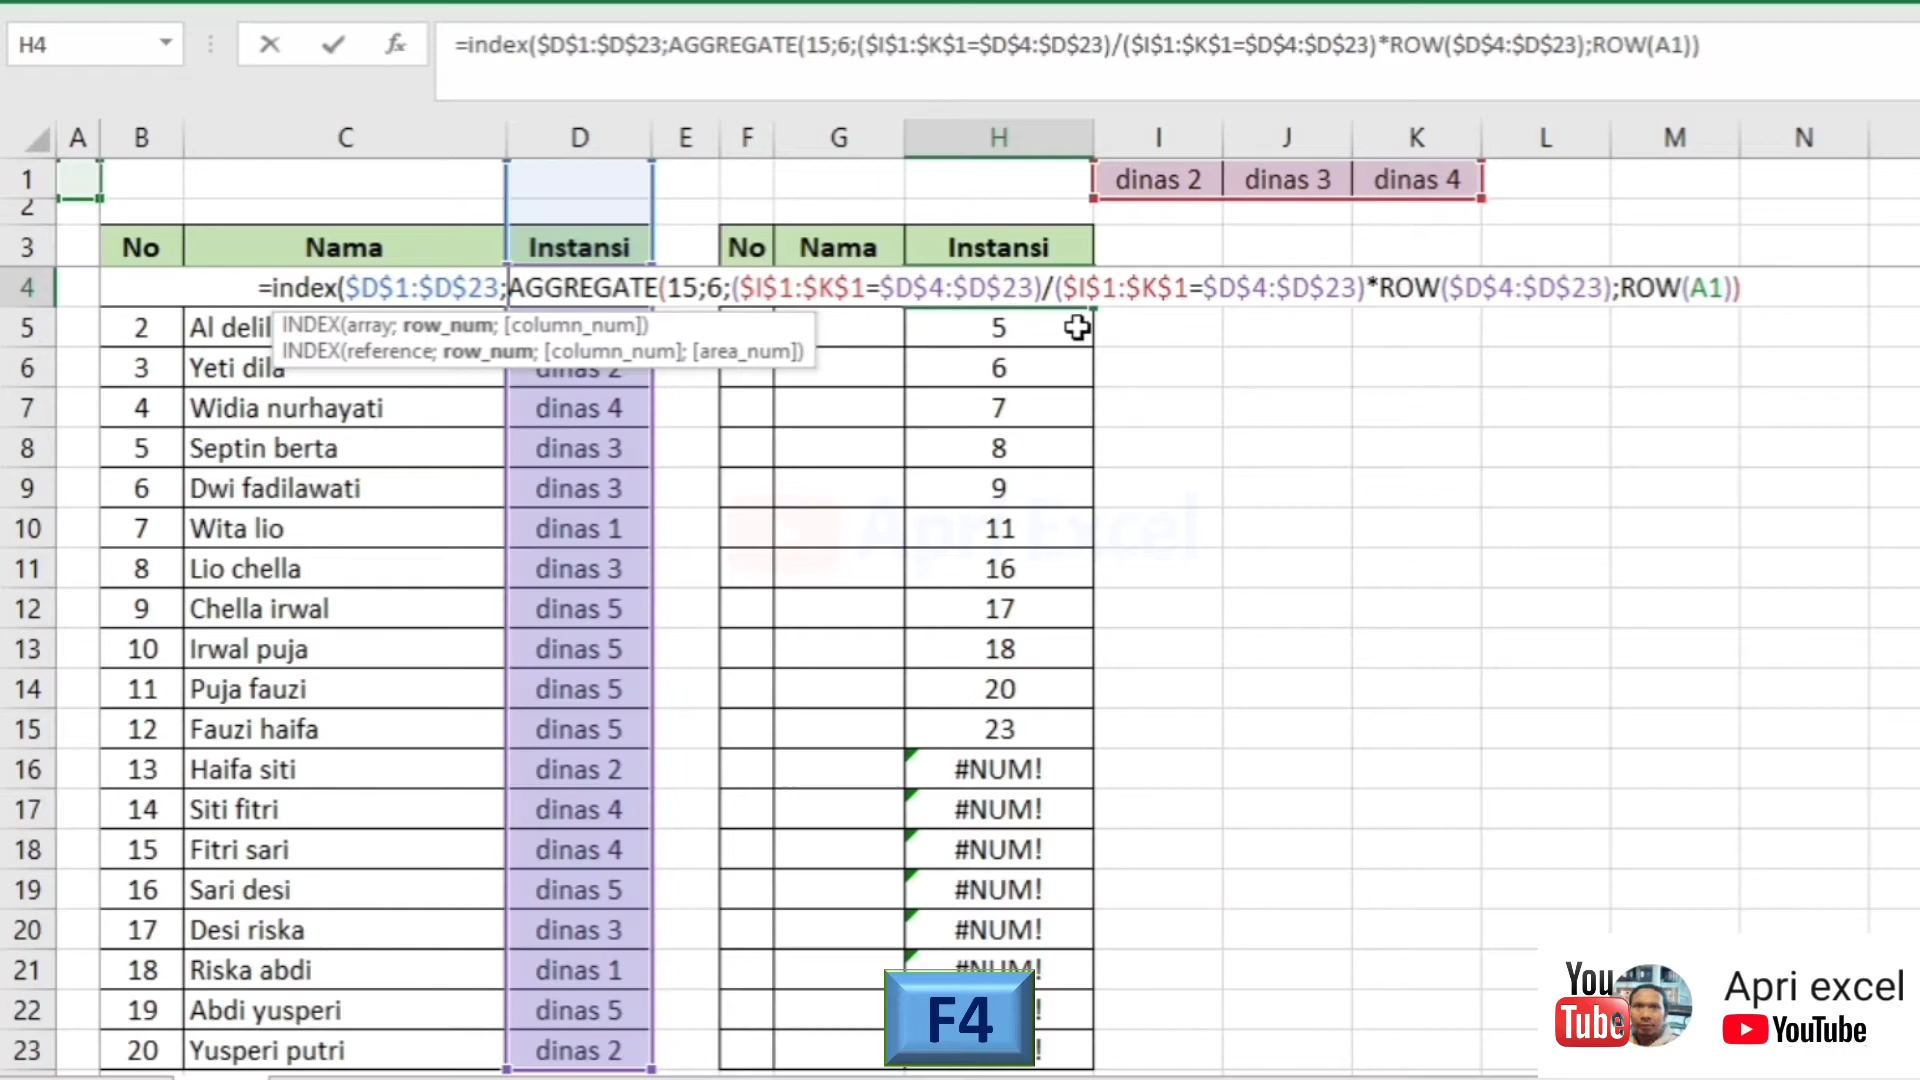 H4 =index($D$1:$D$23;AGGREGATE(15;6;($I$1:$K$1=$D$4:$D$23)/($I$1:$K$1=$D$4:$D$23)*ROW($D$4:$D$23);ROW(A1))
A B C D E F G H I J K L M N
1 dinas 2 dinas 3 dinas 4
2
3 No Nama Instansi No Nama Instansi
4 =index($D$1:$D$23;AGGREGATE(15;6;($I$1:$K$1=$D$4:$D$23)/($I$1:$K$1=$D$4:$D$23)*ROW($D$4:$D$23);ROW(A1))
INDEX(array; row_num; [column_num])
INDEX(reference; row_num; [column_num]; [area_num])
5 2 5
6 3 Yeti dila dinas 2 6
7 4 Widia nurhayati dinas 4 7
8 5 Septin berta dinas 3 8
9 6 Dwi fadilawati dinas 3 9
10 7 Wita lio dinas 1 11
11 8 Lio chella dinas 3 16
12 9 Chella irwal dinas 5 17
13 10 Irwal puja dinas 5 18
14 11 Puja fauzi dinas 5 20
15 12 Fauzi haifa dinas 5 23
16 13 Haifa siti dinas 2 #NUM!
17 14 Siti fitri dinas 4 #NUM!
18 15 Fitri sari dinas 4 #NUM!
19 16 Sari desi dinas 5 #NUM!
20 17 Desi riska dinas 3 #NUM!
21 18 Riska abdi dinas 1 #NUM!
22 19 Abdi yusperi dinas 5 !
23 20 Yusperi putri dinas 2 !
Apri Excel
F4
You Tube
Apri excel
YouTube